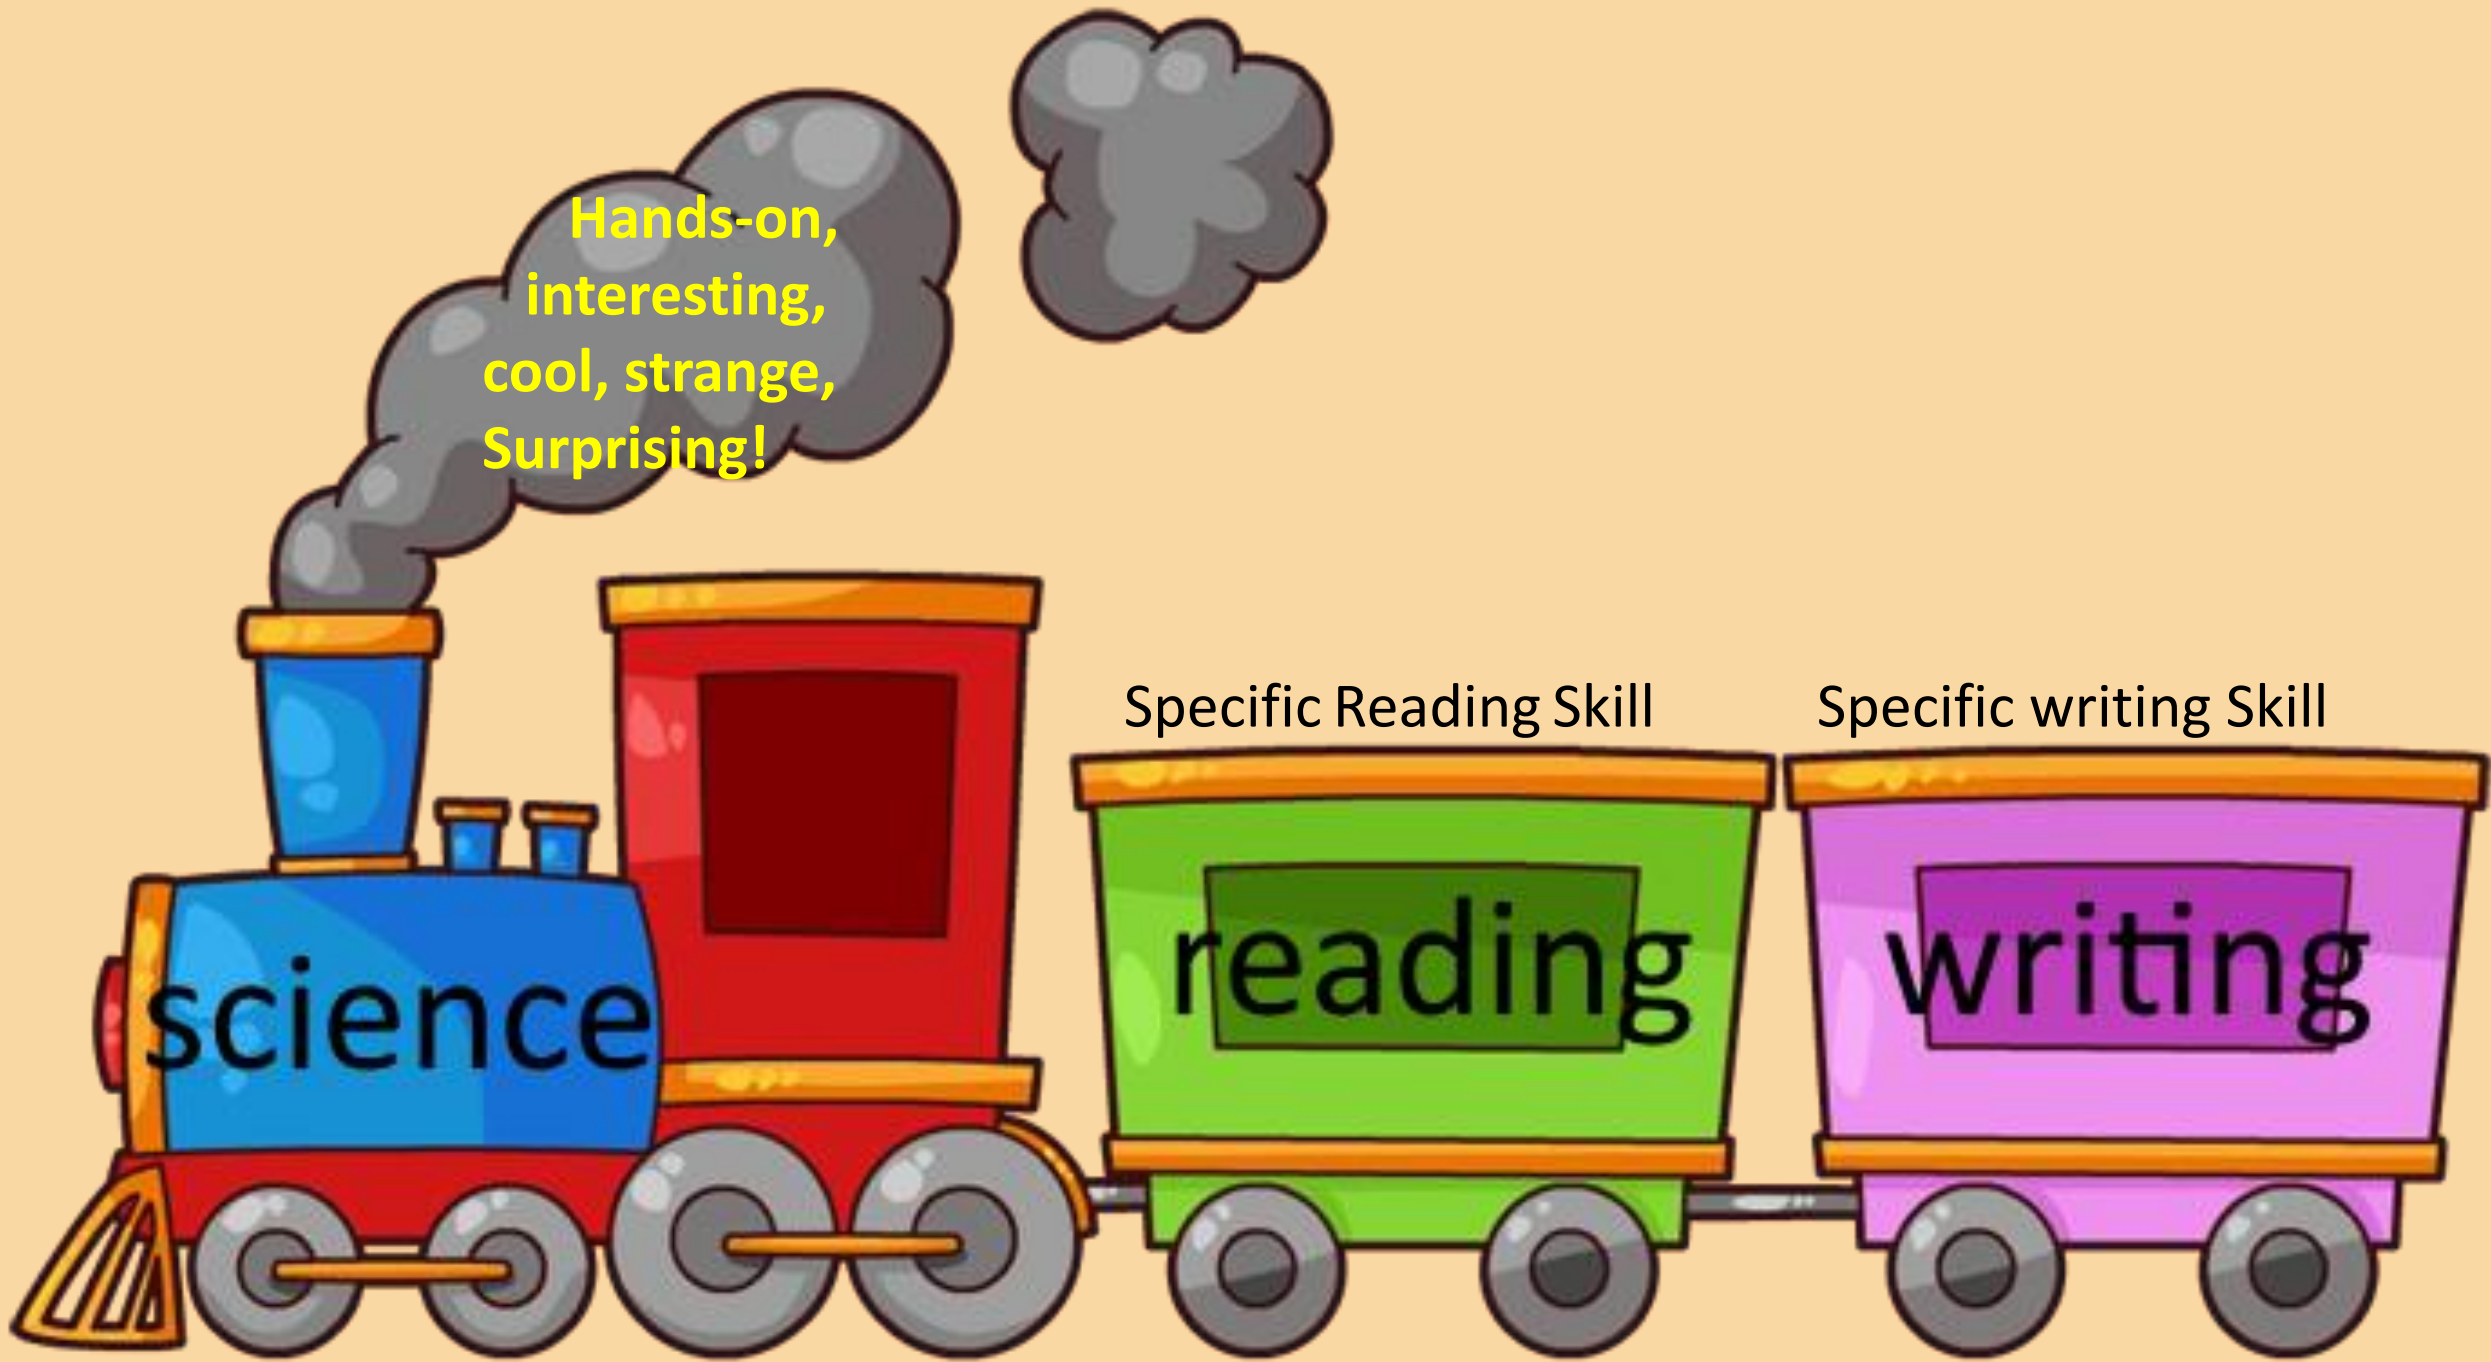 Hands-on,
interesting,
cool, strange,
Surprising!
Specific Reading Skill
Specific writing Skill
science
reading
writing